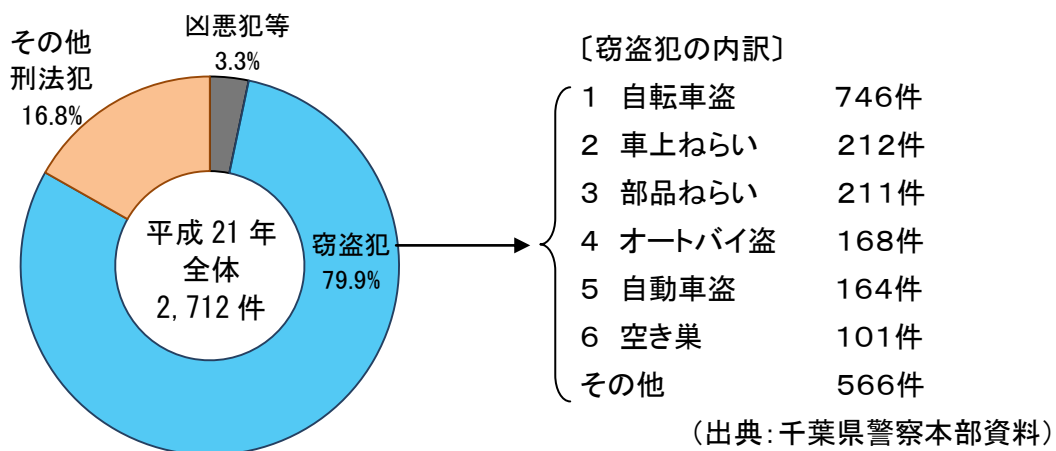 凶悪犯等
3.3%
その他
刑法犯
16.8%
平成 21 年
全体
2,712 件
窃盗犯
79.9%
〔窃盗犯の内訳〕
1 自転車盗 746件
2 車上ねらい 212件
3 部品ねらい 211件
4 オートバイ盗 168件
5 自動車盗 164件
6 空き巣 101件
その他 566件
（出典：千葉県警察本部資料）